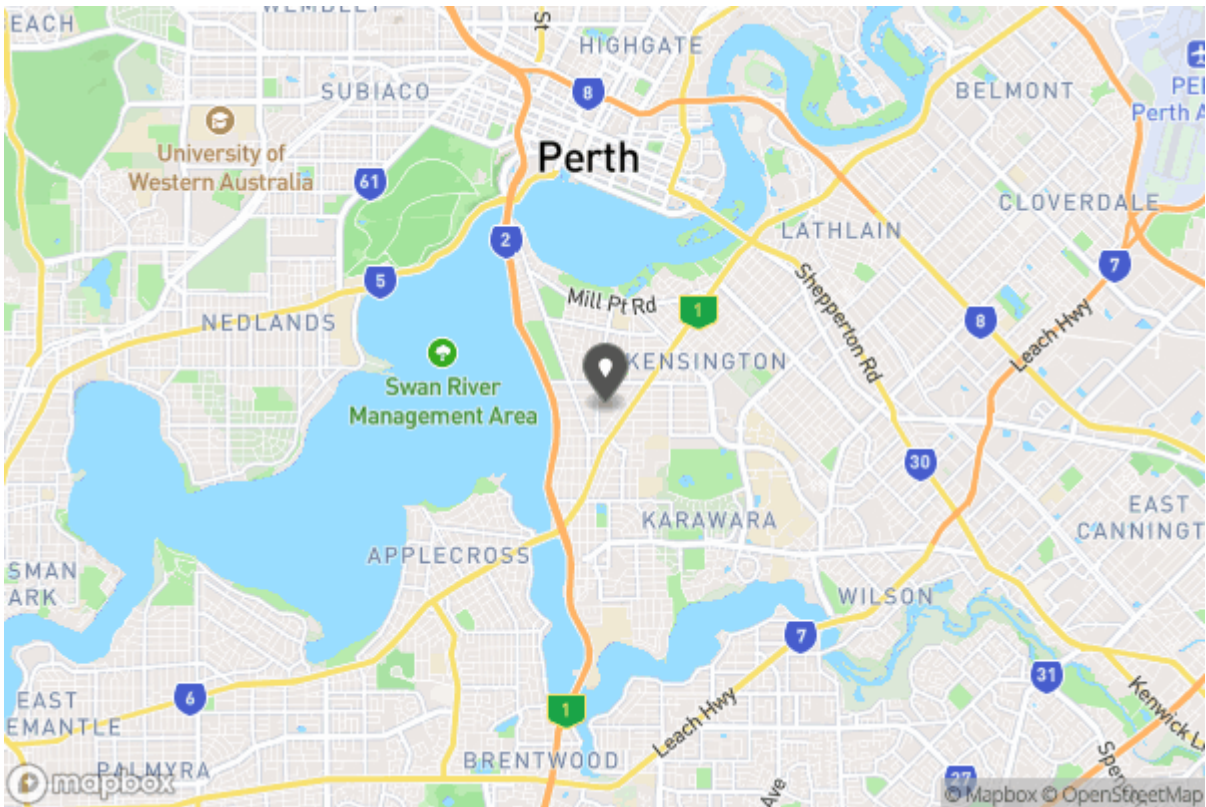 WEMBLEY
EACH
St
HIGHGATE
8
SUBIACO
BELMONT
PE
Perth A
University of
Western Australia
Perth
61
CLOVERDALE
LATHLAIN
2
7
5
Mill Pt Rd
1
Shepperton Rd
8
Leach Hwy
NEDLANDS
KENSINGTON
Swan River
Management Area
30
KARAWARA
EAST
CANNINGT
APPLECROSS
SMAN
ARK
WILSON
7
31
6
EAST
EMANTLE
1
Leach Hwy
Kenwick L
BRENTWOOD
PALMYRA
Ave
27
Spen
mapbox
© Mapbox © OpenStreetMap